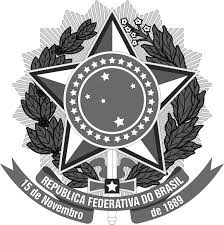 REPÚBLICA FEDERATIVA DO BRASIL
15 de Novembro
de 1889